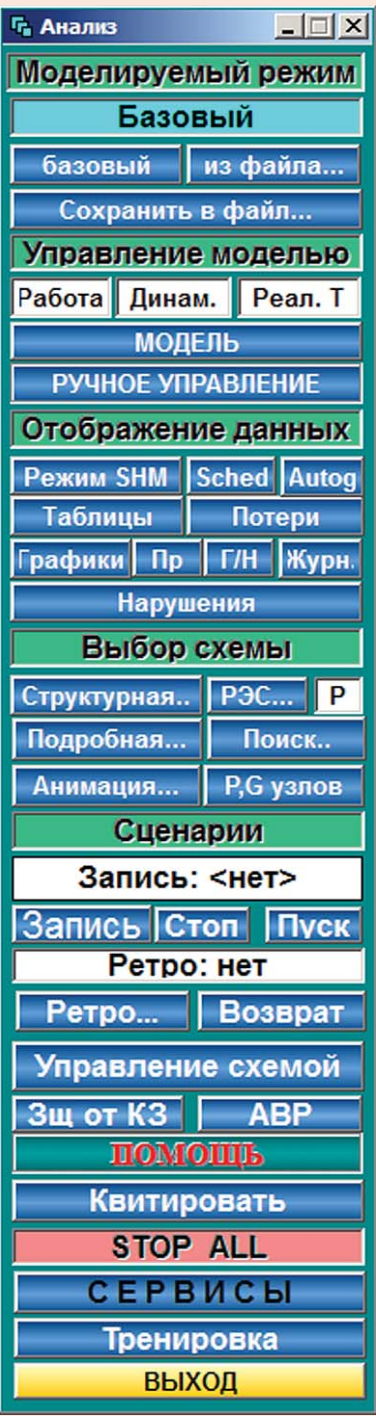 Анализ
Моделируемый режим
Базовый
базовый из файла...
Сохранить в файл...
Управление моделью
Работа Динам. Реал. Т
МОДЕЛЬ
РУЧНОЕ УПРАВЛЕНИЕ
Отображение данных
Режим SHM Sched Autog
Таблицы Потери
Графики Пр Г/Н Журн.
Нарушения
Выбор схемы
Структурная.. РЭС... Р
Подробная... Поиск..
Анимация... P,G узлов
Сценарии
Запись: <нет>
Запись Стоп Пуск
Ретро: нет
Ретро... Возврат
Управление схемой
Зщ от КЗ АВР
ПОМОЩЬ
Квитировать
STOP ALL
С Е Р В И С Ы
Тренировка
ВЫХОД